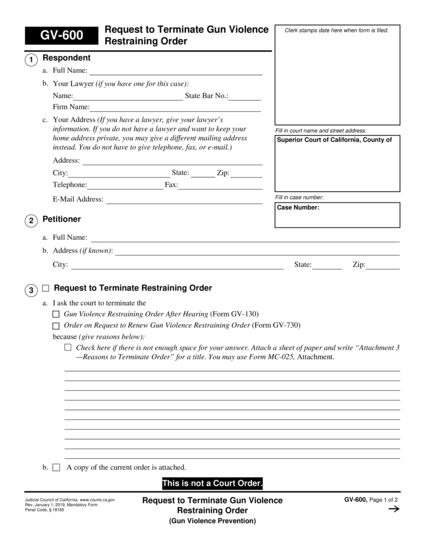 GV-600
Request to Terminate Gun Violence
Restraining Order
Clerk stamps date here when form is filed.
1
Respondent
a. Full Name:
b. Your Lawyer (if you have one for this case):
Name: State Bar No.:
Firm Name:
c. Your Address (If you have a lawyer, give your lawyer's
information. If you do not have a lawyer and want to keep your
home address private, you may give a different mailing address
instead. You do not have to give telephone, fax, or e-mail.)
Address:
City: State: Zip:
Telephone: Fax:
E-Mail Address:
Fill in court name and street address:
Superior Court of California, County of
Fill in case number:
Case Number:
2
Petitioner
a. Full Name:
b. Address (if known):
City: State: Zip:
3
Request to Terminate Restraining Order
a. I ask the court to terminate the
Gun Violence Restraining Order After Hearing (Form GV-130)
Order on Request to Renew Gun Violence Restraining Order (Form GV-730)
because (give reasons below):
Check here if there is not enough space for your answer. Attach a sheet of paper and write “Attachment 3
—Reasons to Terminate Order” for a title. You may use Form MC-025, Attachment.
b. A copy of the current order is attached.
This is not a Court Order.
Judicial Council of California, www.courts.ca.gov
Rev. January 1, 2019, Mandatory Form
Penal Code, § 18185
Request to Terminate Gun Violence
Restraining Order
(Gun Violence Prevention)
GV-600, Page 1 of 2